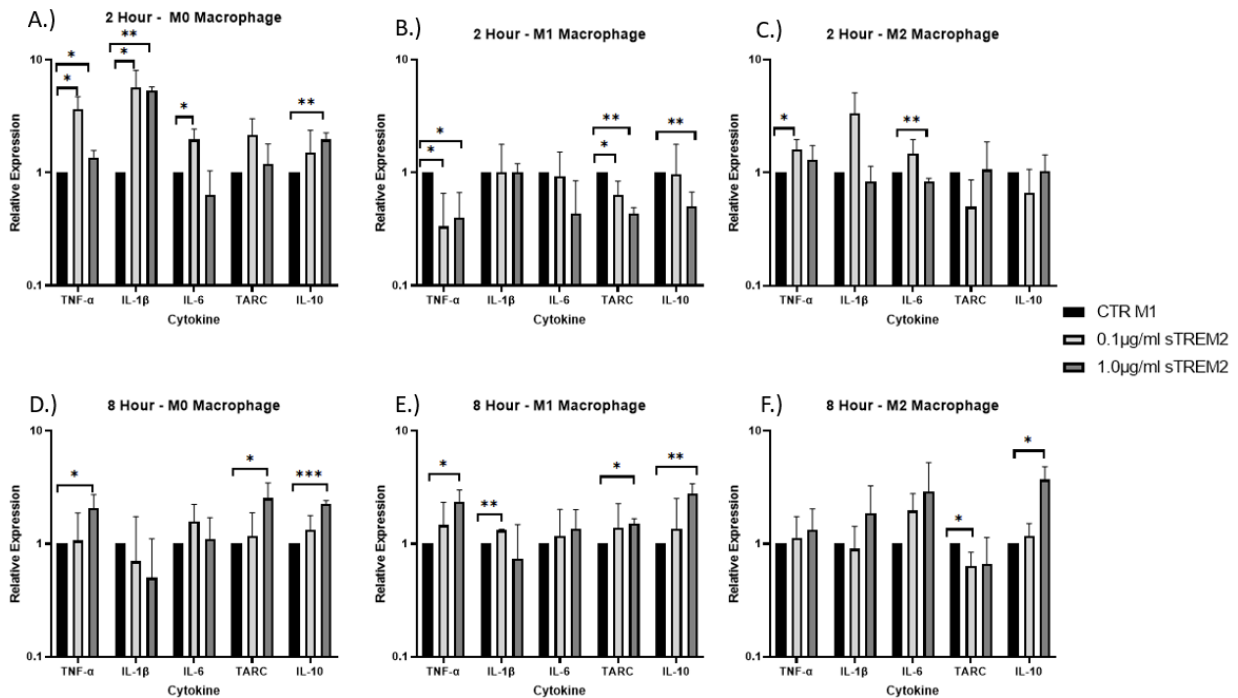 A.)
2 Hour - M0 Macrophage
** 
*
*
*
*
**
10
1
0.1
Relative Expression
TNF-α IL-1β IL-6 TARC IL-10
Cytokine
B.)
2 Hour - M1 Macrophage
*
*
**
*
**
10
1
0.1
Relative Expression
TNF-α IL-1β IL-6 TARC IL-10
Cytokine
C.)
2 Hour - M2 Macrophage
*
**
10
1
0.1
Relative Expression
TNF-α IL-1β IL-6 TARC IL-10
Cytokine
CTR M1
0.1µg/ml sTREM2
1.0µg/ml sTREM2
D.)
8 Hour - M0 Macrophage
*
*
***
10
1
0.1
Relative Expression
TNF-α IL-1β IL-6 TARC IL-10
Cytokine
E.)
8 Hour - M1 Macrophage
*
**
*
**
10
1
0.1
Relative Expression
TNF-α IL-1β IL-6 TARC IL-10
Cytokine
F.)
8 Hour - M2 Macrophage
*
*
10
1
0.1
Relative Expression
TNF-α IL-1β IL-6 TARC IL-10
Cytokine